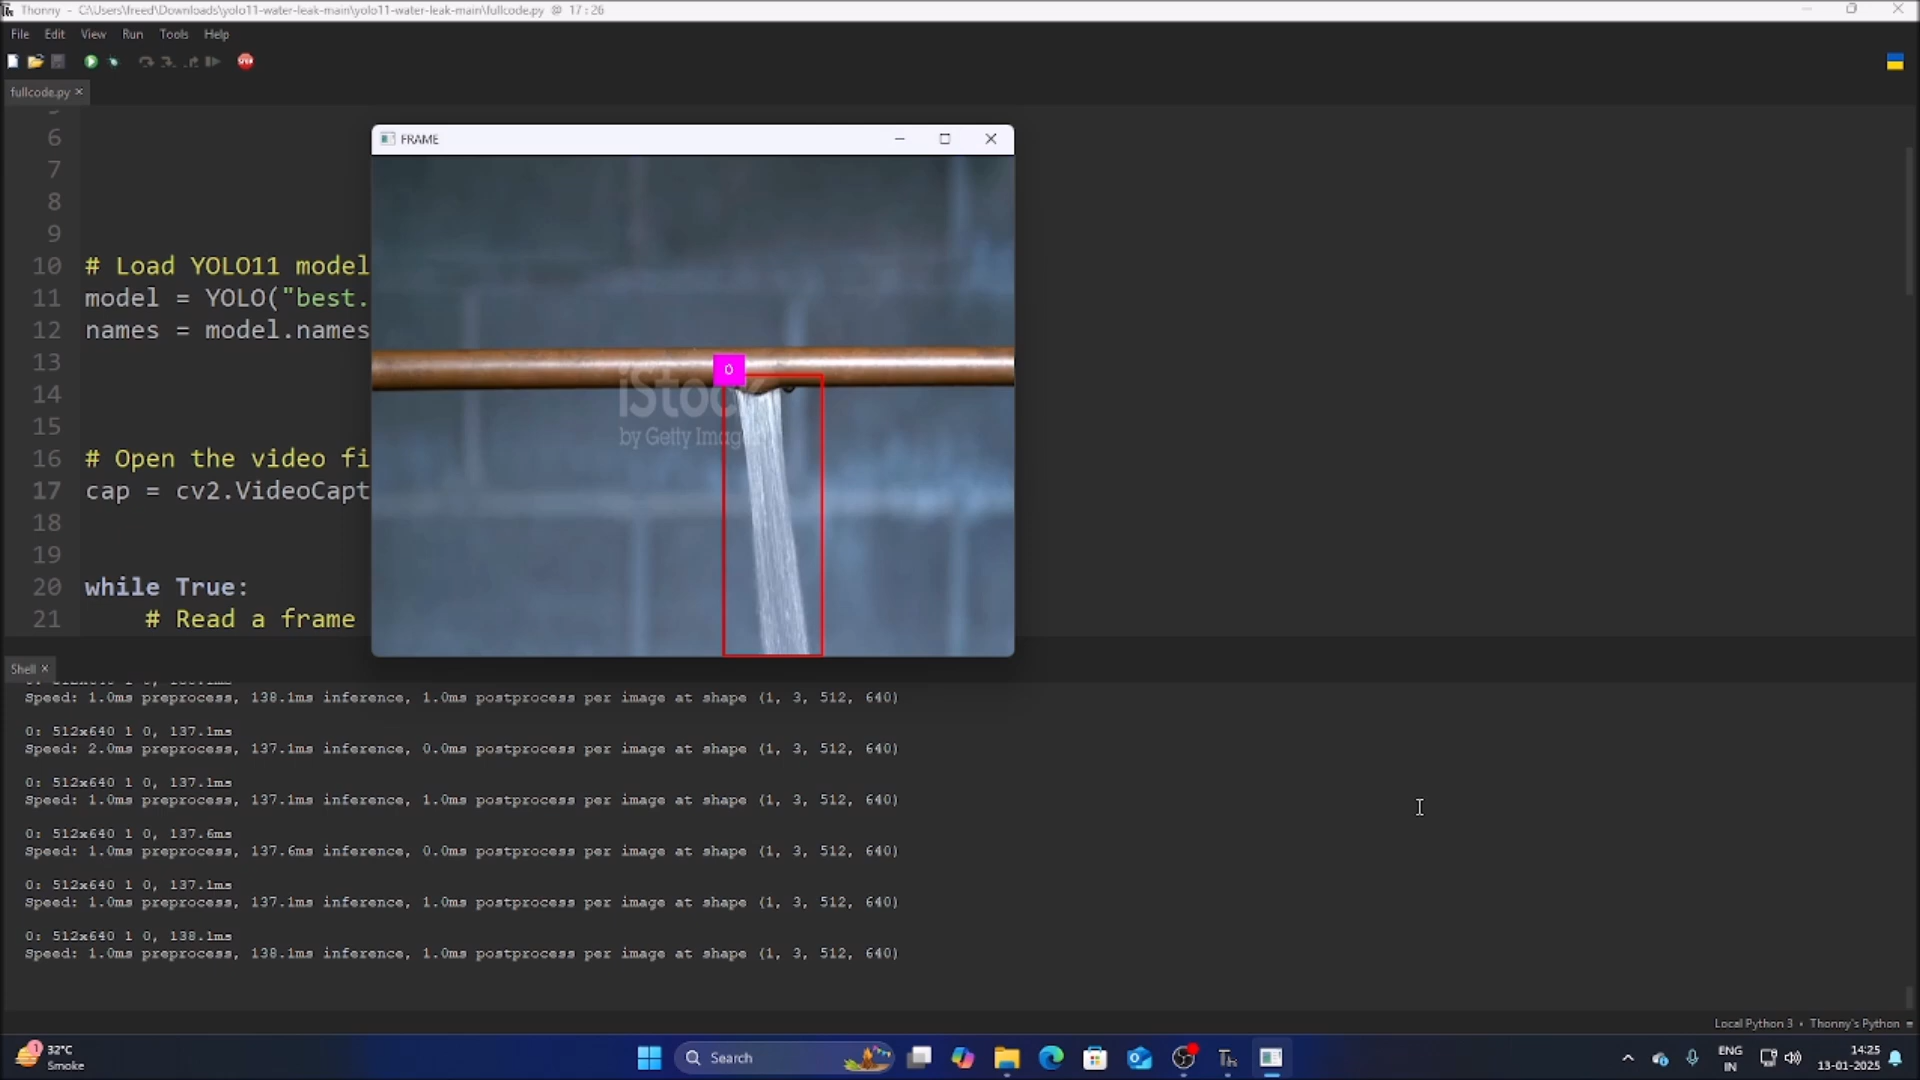 Thonny - C:\Users\freed\Downloads\yolo11-water-leak-main\yolo11-water-leak-main\fullcode.py @ 17:26
File Edit View Run Tools Help
fullcode.py ×
6
7
8
9
10 # Load YOLO11 model
11 model = YOLO("best.
12 names = model.names
13
14
15
16 # Open the video fi
17 cap = cv2.VideoCapt
18
19
20 while True:
21 # Read a frame
FRAME
0
iStoc
by Getty Imag
Shell ×
Speed: 1.0ms preprocess, 138.1ms inference, 1.0ms postprocess per image at shape (1, 3, 512, 640)
0: 512x640 1 0, 137.1ms
Speed: 2.0ms preprocess, 137.1ms inference, 0.0ms postprocess per image at shape (1, 3, 512, 640)
0: 512x640 1 0, 137.1ms
Speed: 1.0ms preprocess, 137.1ms inference, 1.0ms postprocess per image at shape (1, 3, 512, 640)
0: 512x640 1 0, 137.6ms
Speed: 1.0ms preprocess, 137.6ms inference, 0.0ms postprocess per image at shape (1, 3, 512, 640)
0: 512x640 1 0, 137.1ms
Speed: 1.0ms preprocess, 137.1ms inference, 1.0ms postprocess per image at shape (1, 3, 512, 640)
0: 512x640 1 0, 138.1ms
Speed: 1.0ms preprocess, 138.1ms inference, 1.0ms postprocess per image at shape (1, 3, 512, 640)
Local Python 3 • Thonny's Python
1
32°C
Smoke
Search
ENG
IN
14:25
13-01-2025